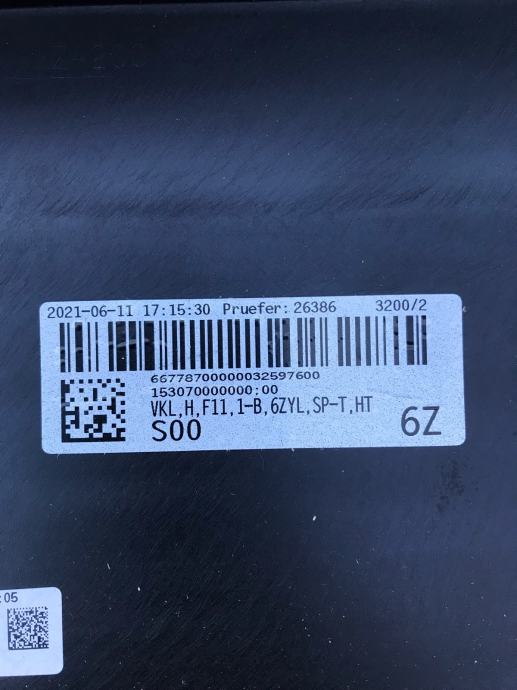 2021-06-11 17:15:30 Pruefer:26386 3200/2
66778700000032597600
153070000000;00
VKL,H,F11,1-B,6ZYL,SP-T,HT
S00 6Z
:05